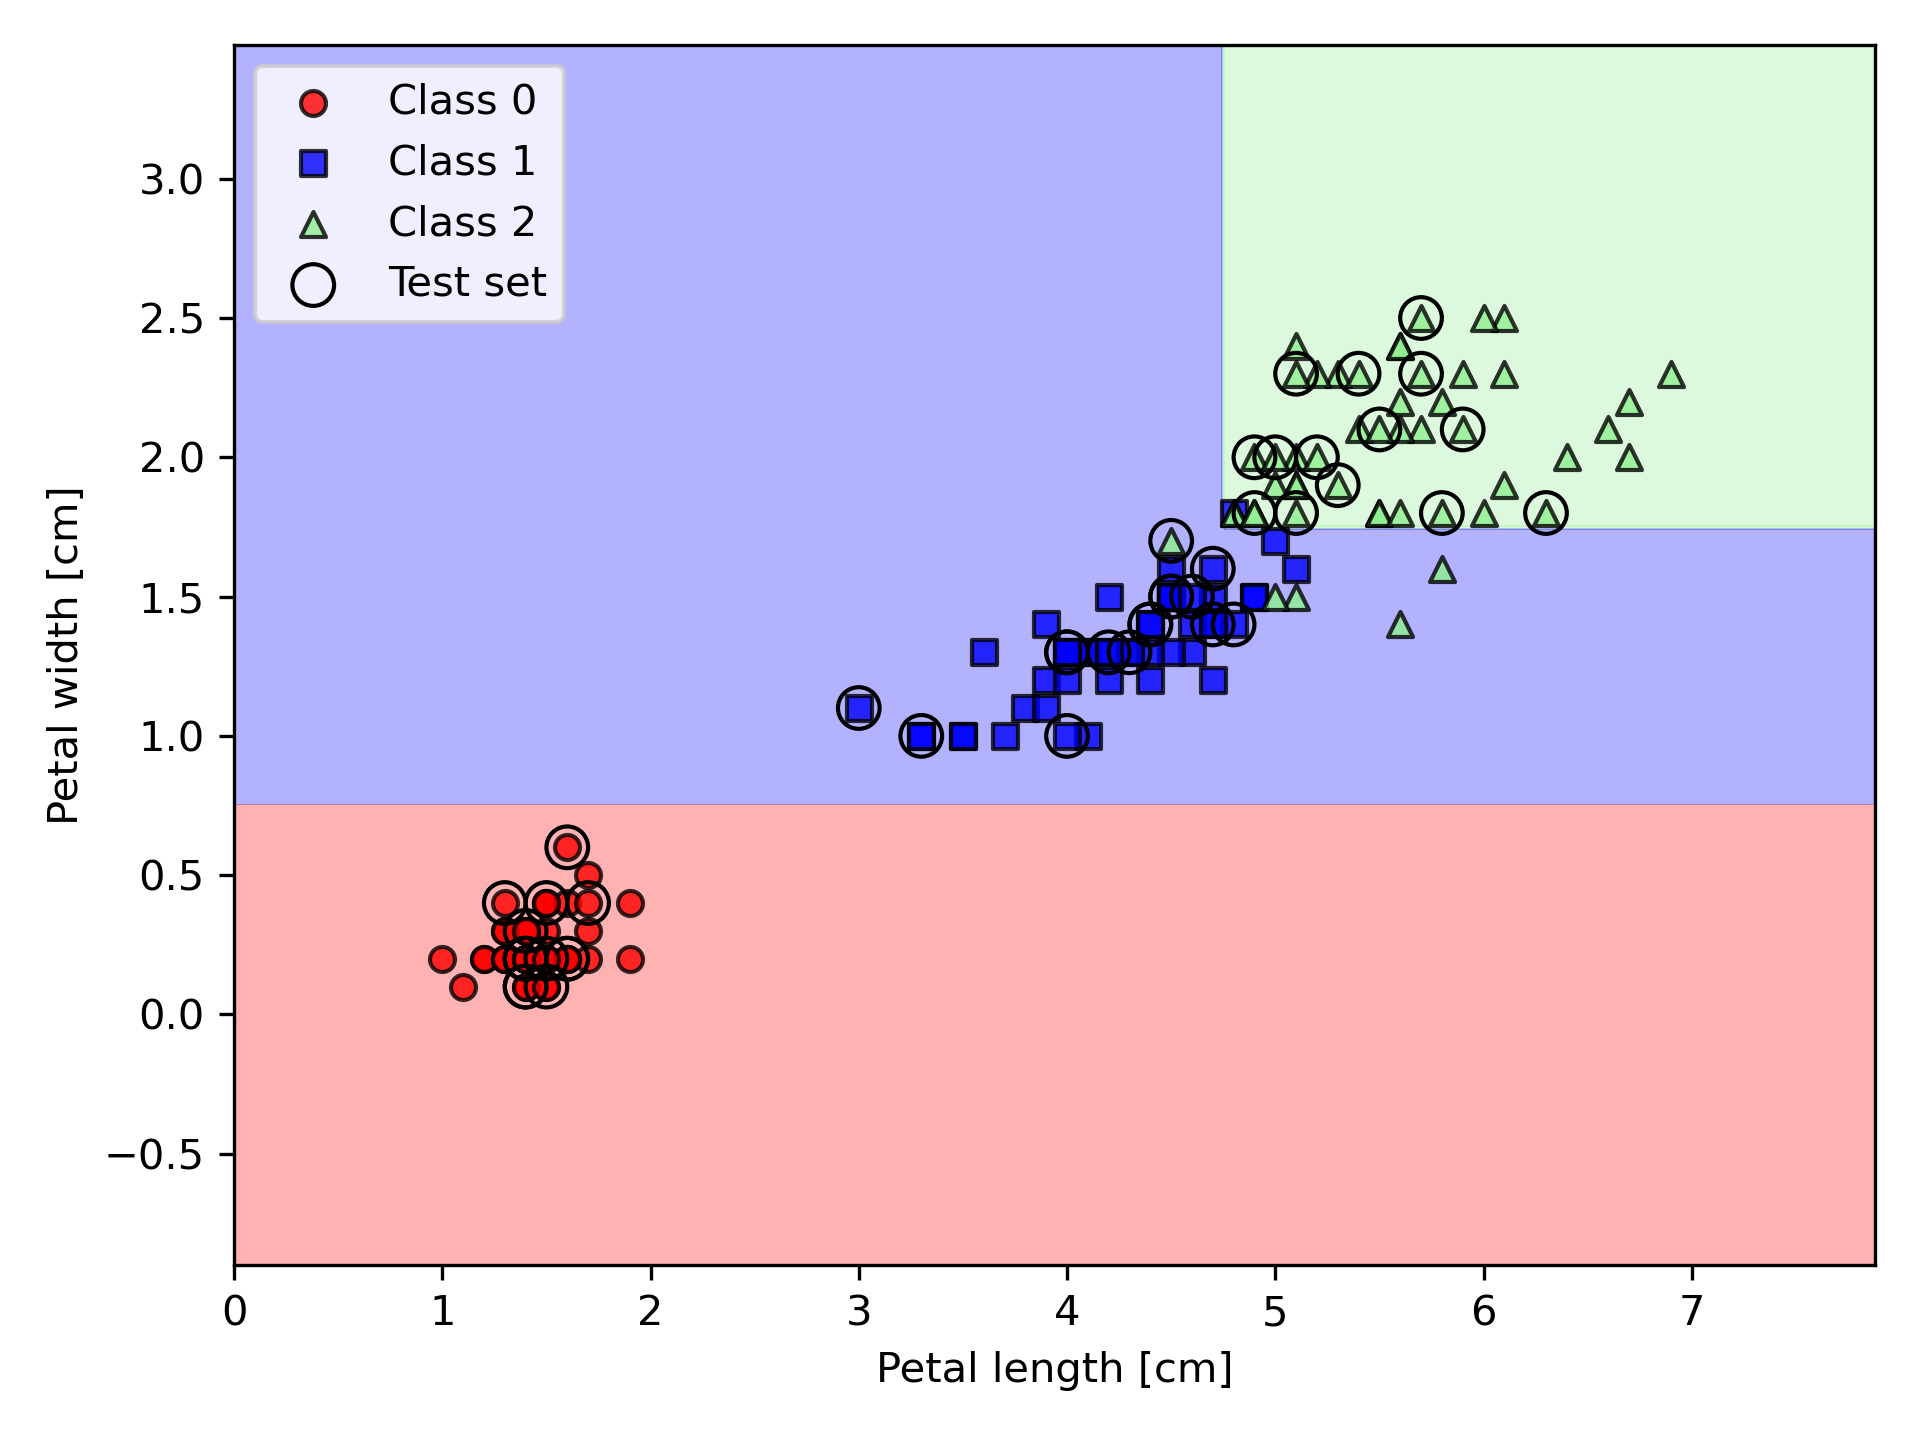 Class 0
Class 1
Class 2
Test set
3.0
2.5
2.0
1.5
1.0
0.5
0.0
−0.5
Petal width [cm]
0 1 2 3 4 5 6 7
Petal length [cm]